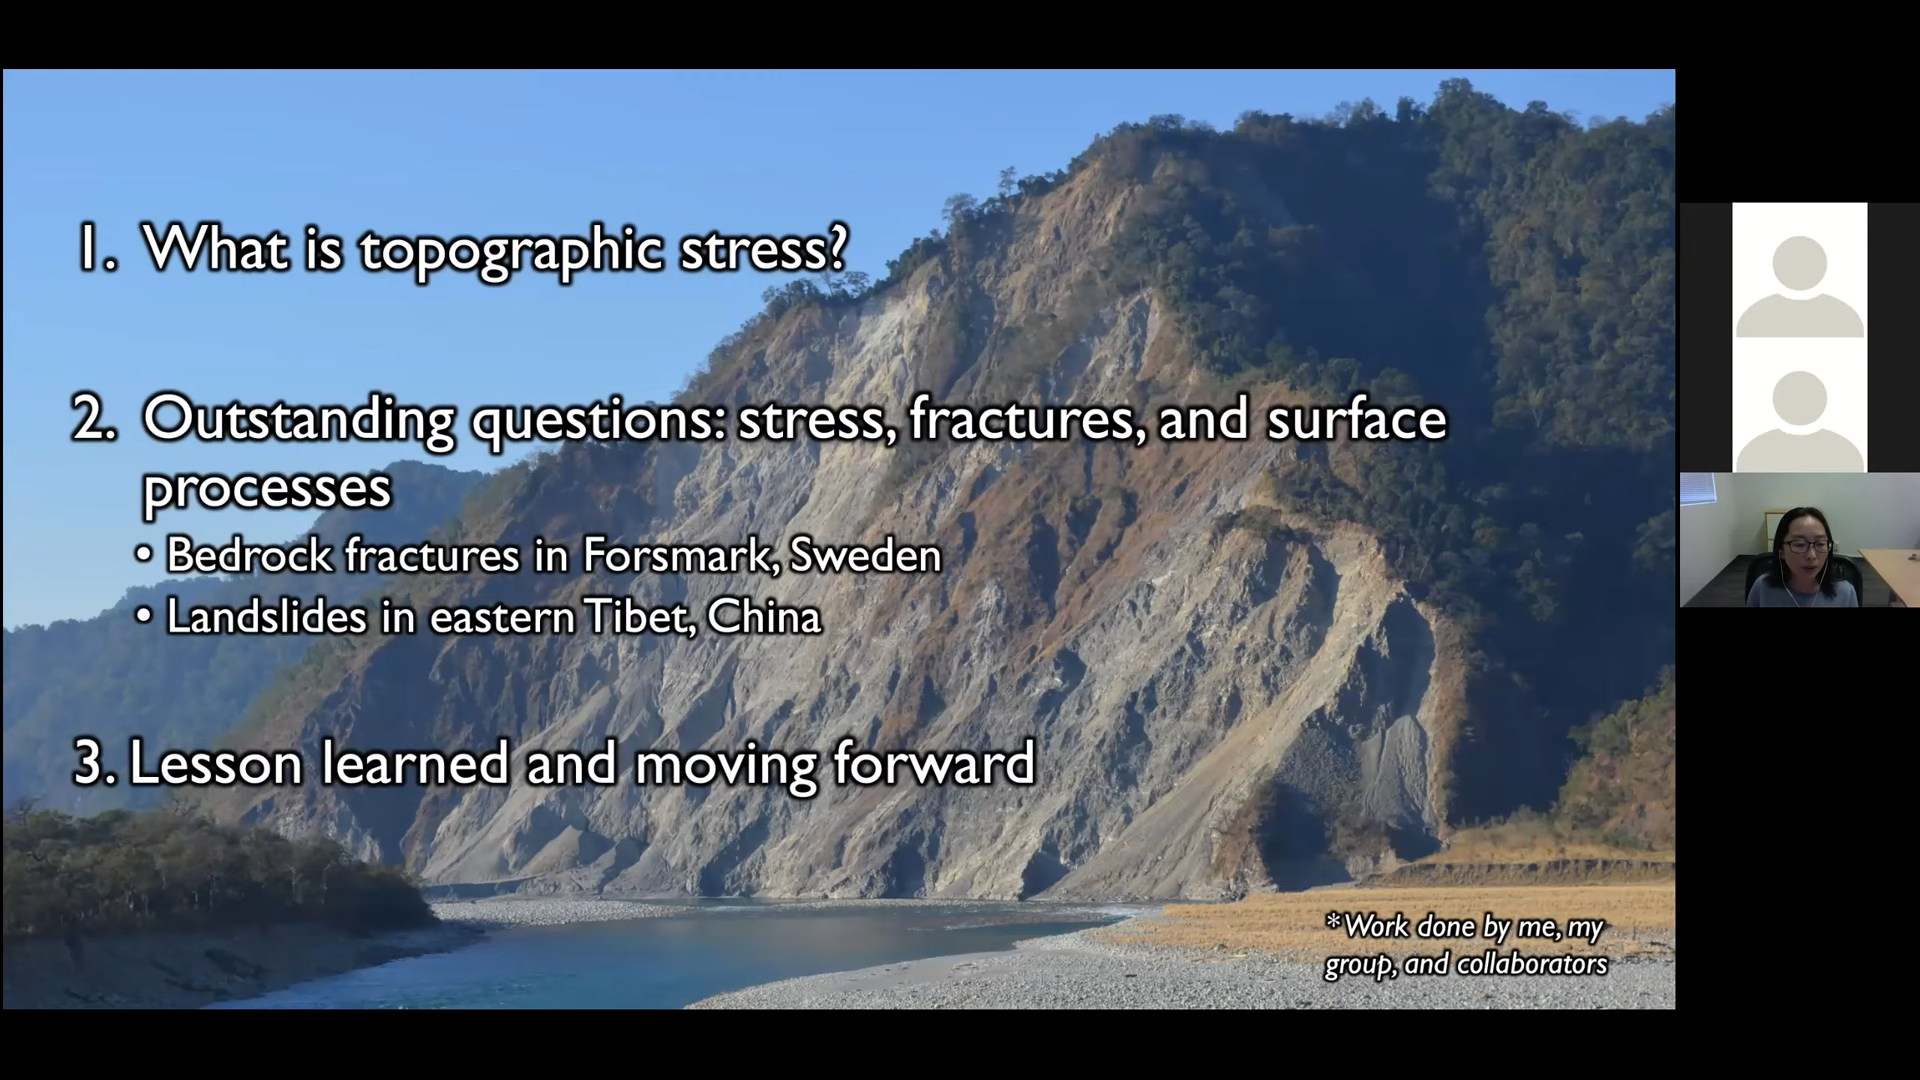 1. What is topographic stress?
2. Outstanding questions: stress, fractures, and surface
processes
• Bedrock fractures in Forsmark, Sweden
• Landslides in eastern Tibet, China
3. Lesson learned and moving forward
*Work done by me, my
group, and collaborators